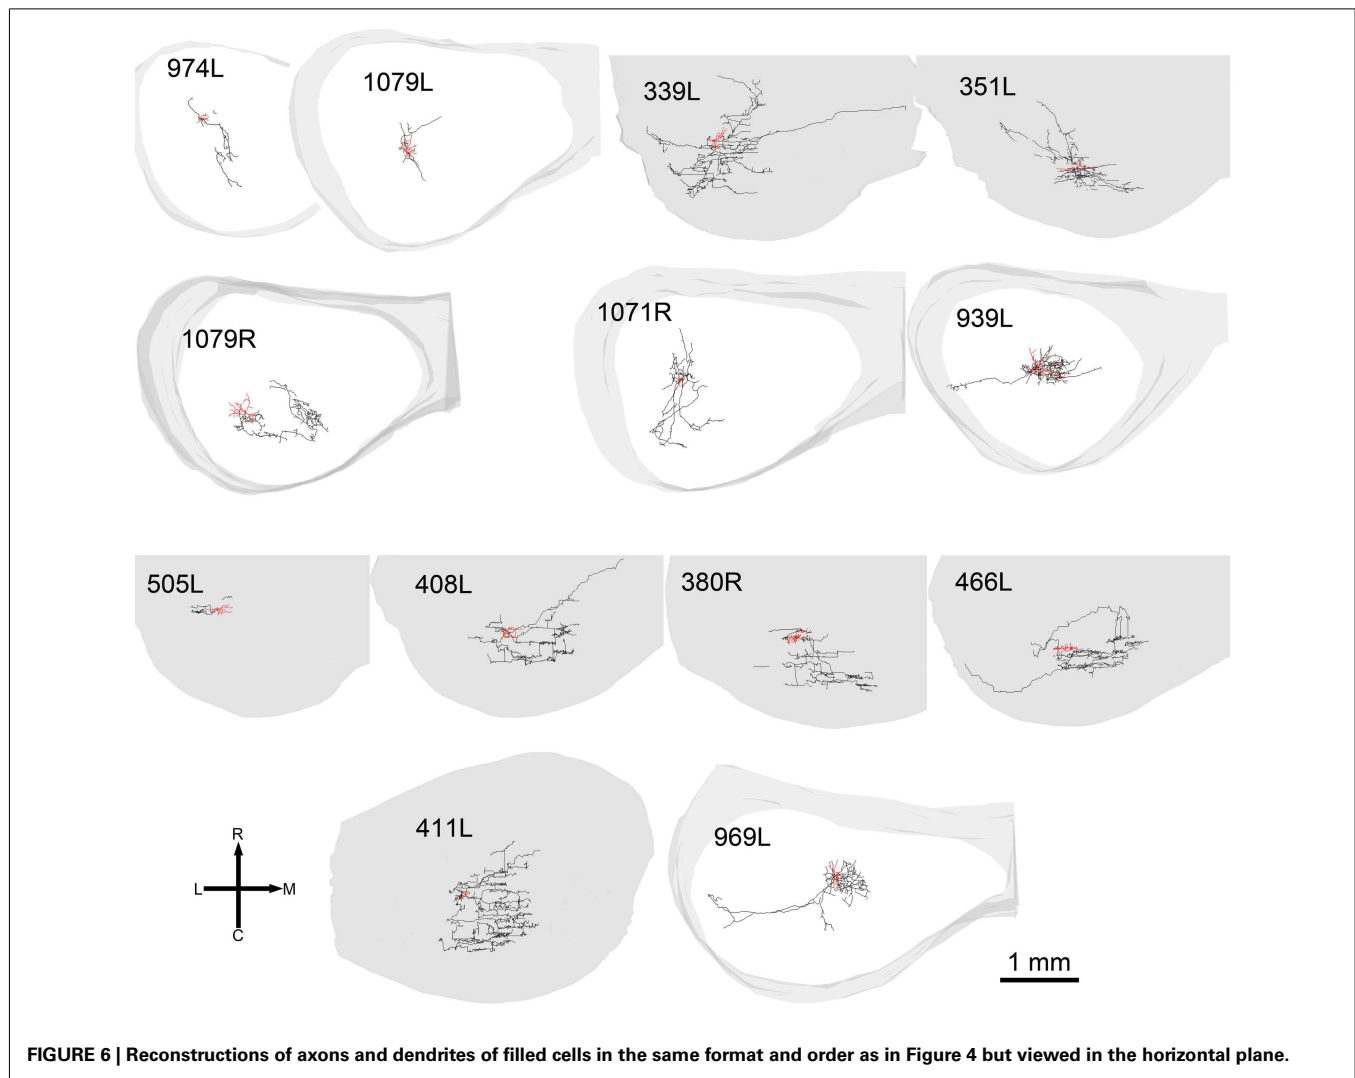 974L
1079L
339L
351L
1079R
1071R
939L
505L
408L
380R
466L
411L
969L
R
L M
C
1 mm
FIGURE 6 | Reconstructions of axons and dendrites of filled cells in the same format and order as in Figure 4 but viewed in the horizontal plane.